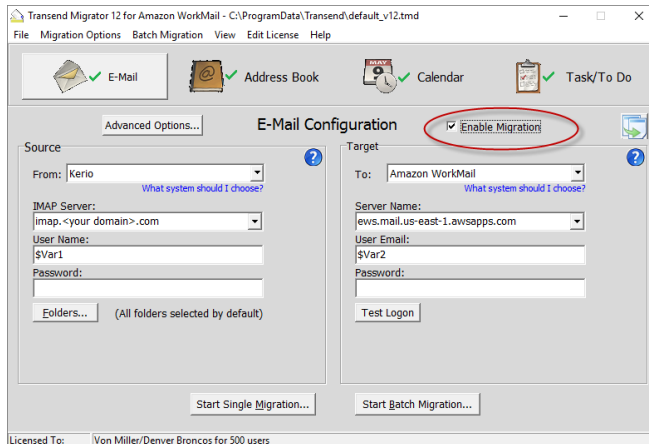 Transend Migrator 12 for Amazon WorkMail - C:\ProgramData\Transend\default_v12.tmd
File Migration Options Batch Migration View Edit License Help
E-Mail Address Book MAY Calendar Task/To Do
Advanced Options... E-Mail Configuration Enable Migration
Source Target
From: Kerio To: Amazon WorkMail
What system should I choose? What system should I choose?
IMAP Server: Server Name:
imap.<your domain>.com ews.mail.us-east-1.awsapps.com
User Name: User Email:
$Var1 $Var2
Password: Password:
Folders... (All folders selected by default) Test Logon
Start Single Migration... Start Batch Migration...
Licensed To: Von Miller/Denver Broncos for 500 users